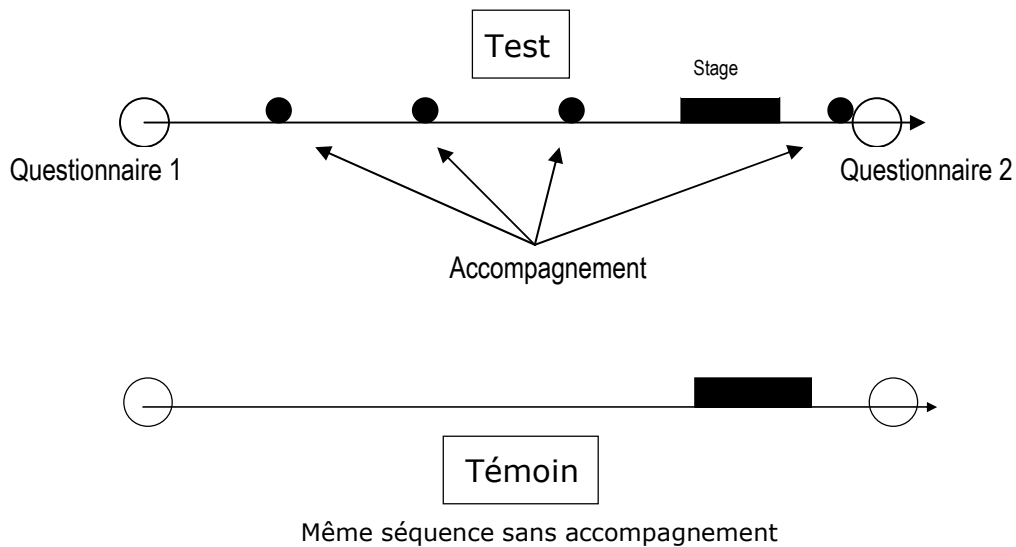 Test
Stage
Questionnaire 1
Questionnaire 2
Accompagnement
Témoin
Même séquence sans accompagnement